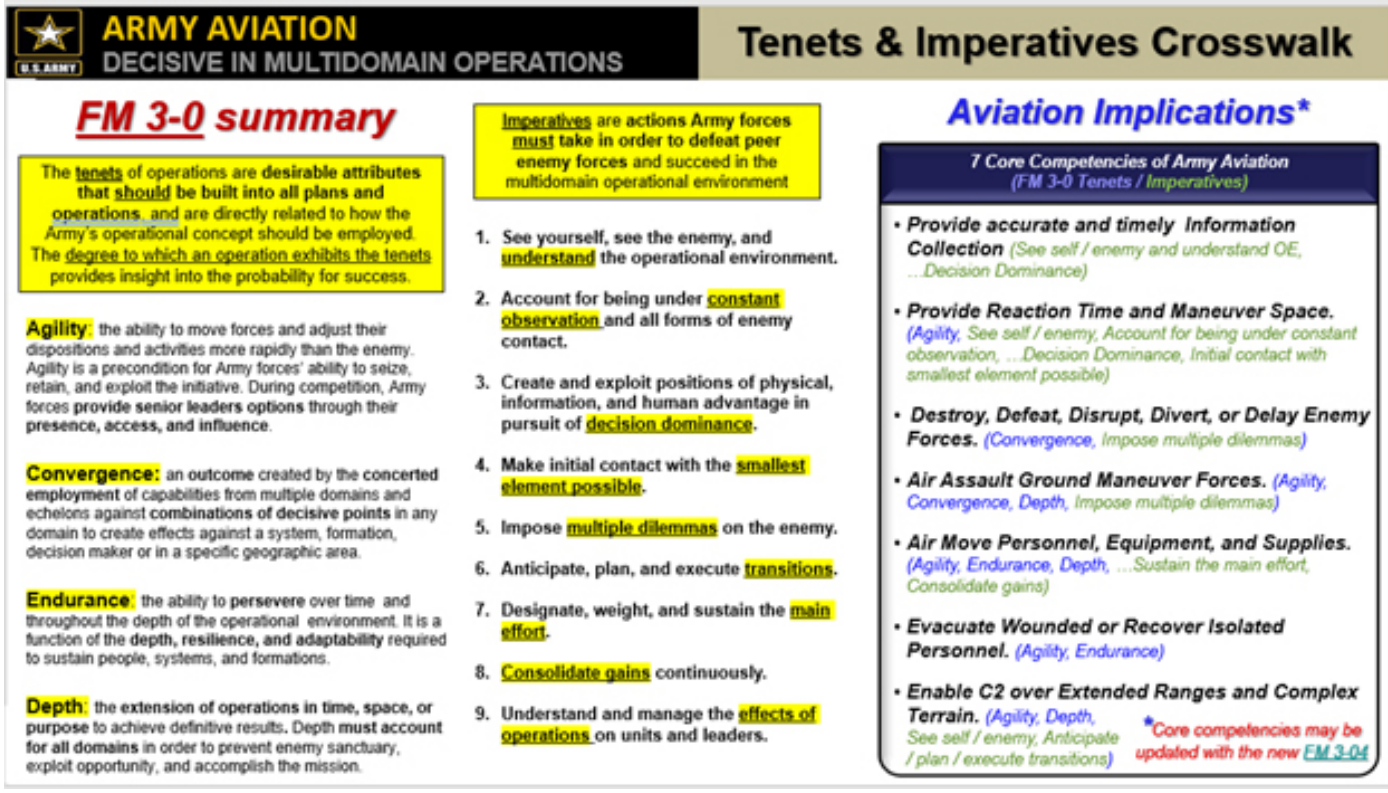 U.S.ARMY
ARMY AVIATION
DECISIVE IN MULTIDOMAIN OPERATIONS
Tenets & Imperatives Crosswalk
FM 3-0 summary
The tenets of operations are desirable attributes
that should be built into all plans and
operations, and are directly related to how the
Army's operational concept should be employed.
The degree to which an operation exhibits the tenets
provides insight into the probability for success.
Agility: the ability to move forces and adjust their
dispositions and activities more rapidly than the enemy.
Agility is a precondition for Army forces' ability to seize,
retain, and exploit the initiative. During competition, Army
forces provide senior leaders options through their
presence, access, and influence.
Convergence: an outcome created by the concerted
employment of capabilities from multiple domains and
echelons against combinations of decisive points in any
domain to create effects against a system, formation,
decision maker or in a specific geographic area.
Endurance: the ability to persevere over time and
throughout the depth of the operational environment. It is a
function of the depth, resilience, and adaptability required
to sustain people, systems, and formations.
Depth: the extension of operations in time, space, or
purpose to achieve definitive results. Depth must account
for all domains in order to prevent enemy sanctuary,
exploit opportunity, and accomplish the mission.
Imperatives are actions Army forces
must take in order to defeat peer
enemy forces and succeed in the
multidomain operational environment
1. See yourself, see the enemy, and
understand the operational environment.
2. Account for being under constant
observation and all forms of enemy
contact.
3. Create and exploit positions of physical,
information, and human advantage in
pursuit of decision dominance.
4. Make initial contact with the smallest
element possible.
5. Impose multiple dilemmas on the enemy.
6. Anticipate, plan, and execute transitions.
7. Designate, weight, and sustain the main
effort.
8. Consolidate gains continuously.
9. Understand and manage the effects of
operations on units and leaders.
Aviation Implications*
7 Core Competencies of Army Aviation
(FM 3-0 Tenets / Imperatives)
• Provide accurate and timely Information
Collection (See self / enemy and understand OE,
…Decision Dominance)
• Provide Reaction Time and Maneuver Space.
(Agility, See self / enemy, Account for being under constant
observation, …Decision Dominance, Initial contact with
smallest element possible)
• Destroy, Defeat, Disrupt, Divert, or Delay Enemy
Forces. (Convergence, Impose multiple dilemmas)
• Air Assault Ground Maneuver Forces. (Agility,
Convergence, Depth, Impose multiple dilemmas)
• Air Move Personnel, Equipment, and Supplies.
(Agility, Endurance, Depth, …Sustain the main effort,
Consolidate gains)
• Evacuate Wounded or Recover Isolated
Personnel. (Agility, Endurance)
• Enable C2 over Extended Ranges and Complex
Terrain. (Agility, Depth,
See self / enemy, Anticipate
/ plan / execute transitions)
*Core competencies may be
updated with the new FM 3-04